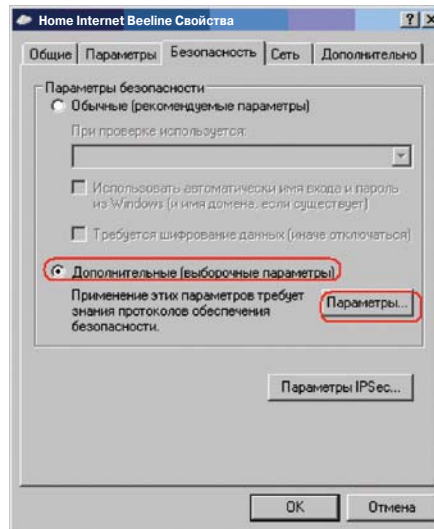 Home Internet Beeline Свойства
Общие Параметры Безопасность Сеть Дополнительно
Параметры безопасности
Обычные (рекомендуемые параметры)
При проверке используется:
Использовать автоматически имя входа и пароль
из Windows (и имя домена, если существует)
Требуется шифрование данных (иначе отключаться)
Дополнительные (выборочные параметры)
Применение этих параметров требует
знания протоколов обеспечения
безопасности.
Параметры...
Параметры IPSec...
OK Отмена